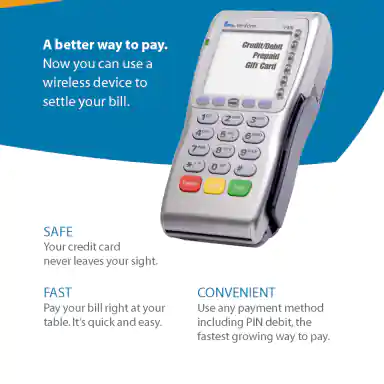 A better way to pay.
Now you can use a
wireless device to
settle your bill.
Credit/Debit
Prepaid
Gift Card
SAFE
Your credit card
never leaves your sight.
FAST
Pay your bill right at your
table. It's quick and easy.
CONVENIENT
Use any payment method
including PIN debit, the
fastest growing way to pay.